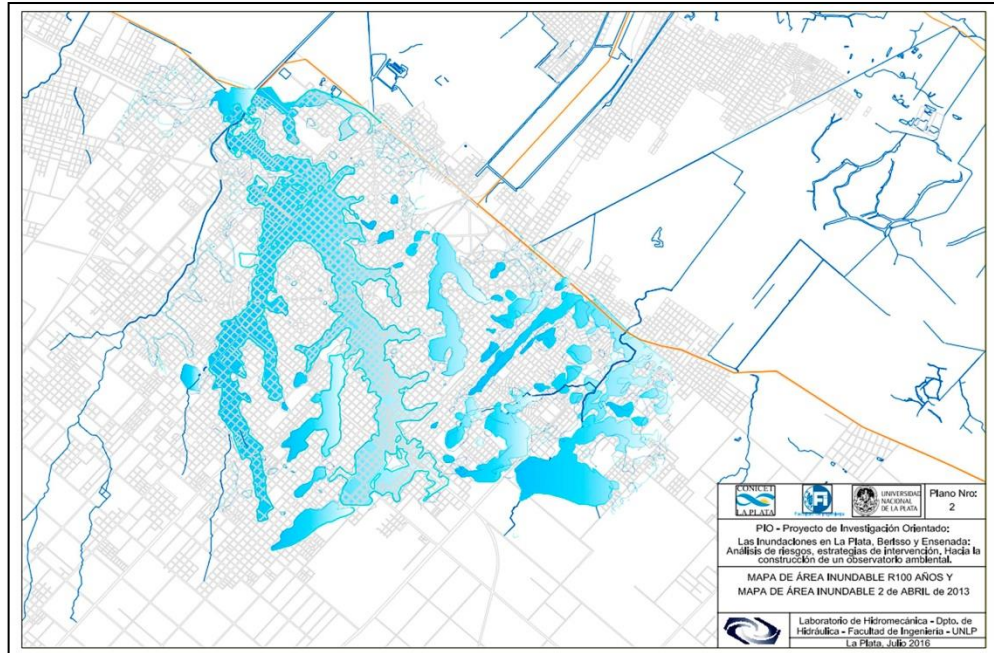 CONICET
LA PLATA
FI
UNIVERSIDAD
NACIONAL
DE LA PLATA
Plano Nro:
2
PIO - Proyecto de Investigación Orientado:
Las Inundaciones en La Plata, Berisso y Ensenada:
Análisis de riesgos, estrategias de intervención. Hacia la
construcción de un observatorio ambiental.
MAPA DE ÁREA INUNDABLE R100 AÑOS Y
MAPA DE ÁREA INUNDABLE 2 de ABRIL de 2013
Laboratorio de Hidromecánica - Dpto. de
Hidráulica - Facultad de Ingeniería - UNLP
La Plata, Julio 2016